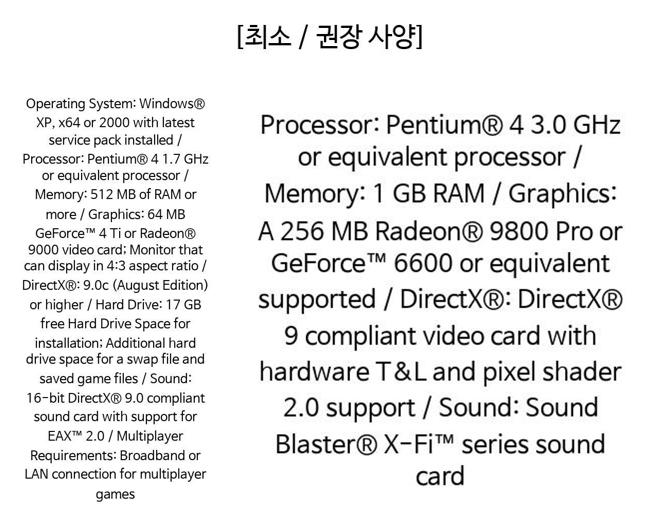 [최소 / 권장 사양]
Operating System: Windows®
XP, x64 or 2000 with latest
service pack installed /
Processor: Pentium® 4 1.7 GHz
or equivalent processor /
Memory: 512 MB of RAM or
more / Graphics: 64 MB
GeForce™ 4 Ti or Radeon®
9000 video card; Monitor that
can display in 4:3 aspect ratio /
DirectX®: 9.0c (August Edition)
or higher / Hard Drive: 17 GB
free Hard Drive Space for
installation; Additional hard
drive space for a swap file and
saved game files / Sound:
16-bit DirectX® 9.0 compliant
sound card with support for
EAX™ 2.0 / Multiplayer
Requirements: Broadband or
LAN connection for multiplayer
games
Processor: Pentium® 4 3.0 GHz
or equivalent processor /
Memory: 1 GB RAM / Graphics:
A 256 MB Radeon® 9800 Pro or
GeForce™ 6600 or equivalent
supported / DirectX®: DirectX®
9 compliant video card with
hardware T&L and pixel shader
2.0 support / Sound: Sound
Blaster® X-Fi™ series sound
card